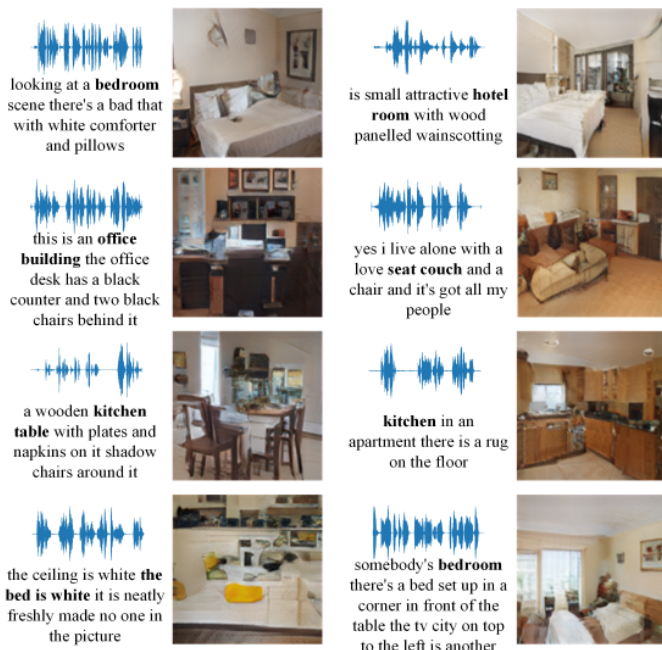 looking at a bedroom
scene there's a bad that
with white comforter
and pillows
is small attractive hotel
room with wood
panelled wainscotting
this is an office
building the office
desk has a black
counter and two black
chairs behind it
yes i live alone with a
love seat couch and a
chair and it's got all my
people
a wooden kitchen
table with plates and
napkins on it shadow
chairs around it
kitchen in an
apartment there is a rug
on the floor
the ceiling is white the
bed is white it is neatly
freshly made no one in
the picture
somebody's bedroom
there's a bed set up in a
corner in front of the
table the tv city on top
to the left is another